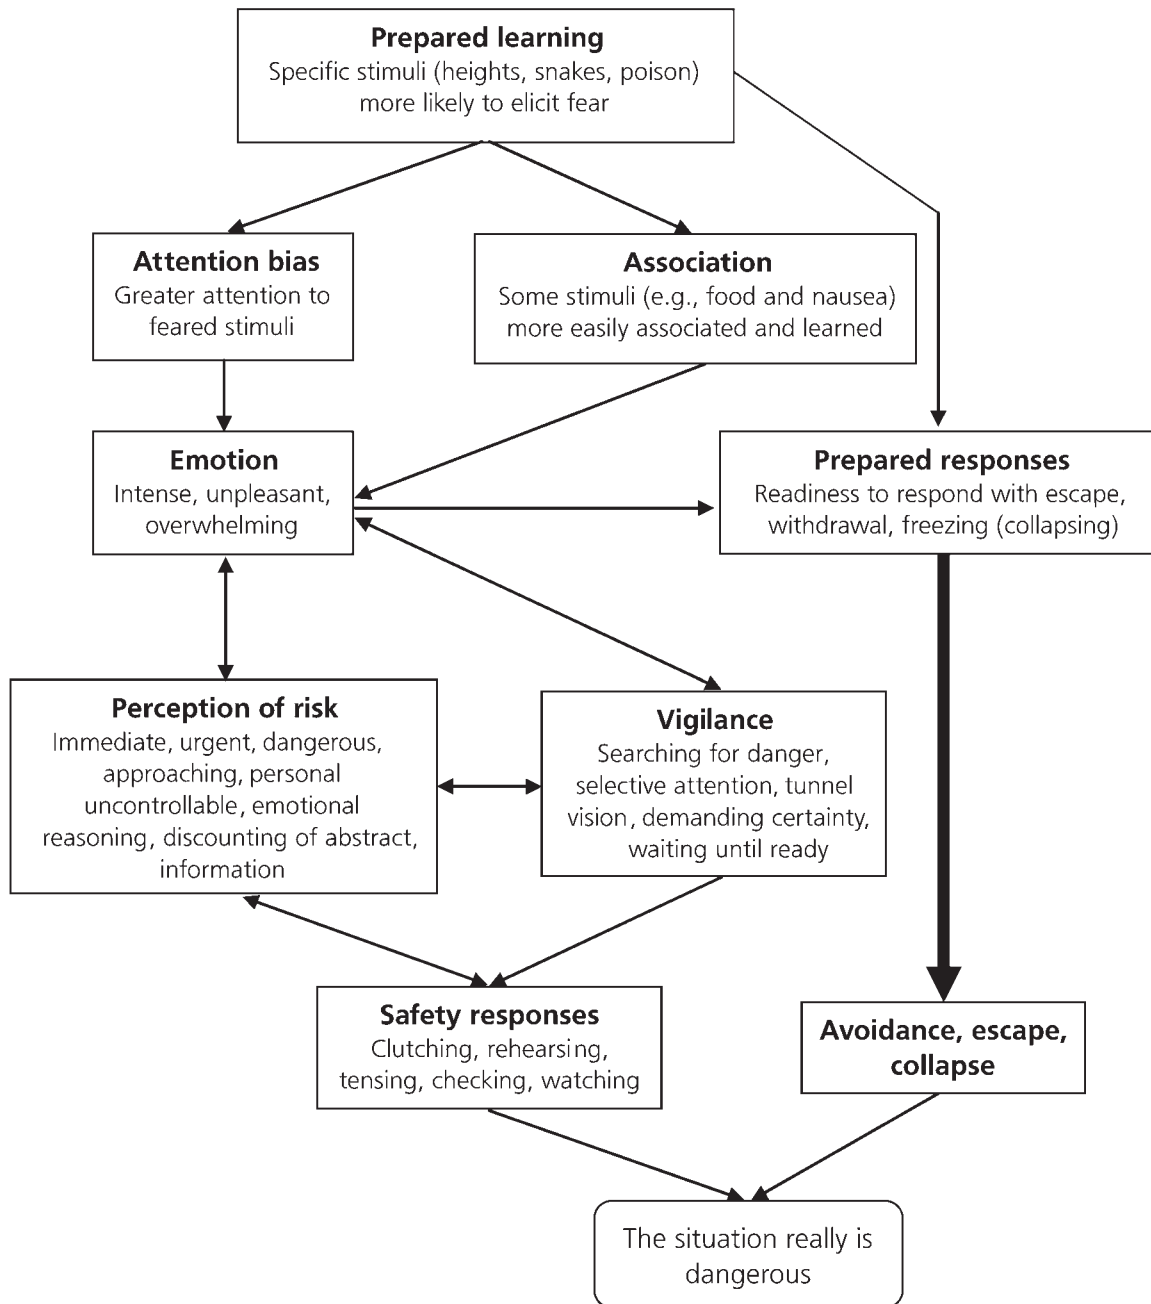 Prepared learning
Specific stimuli (heights, snakes, poison)
more likely to elicit fear
Attention bias
Greater attention to
feared stimuli
Association
Some stimuli (e.g., food and nausea)
more easily associated and learned
Emotion
Intense, unpleasant,
overwhelming
Prepared responses
Readiness to respond with escape,
withdrawal, freezing (collapsing)
Perception of risk
Immediate, urgent, dangerous,
approaching, personal
uncontrollable, emotional
reasoning, discounting of abstract,
information
Vigilance
Searching for danger,
selective attention, tunnel
vision, demanding certainty,
waiting until ready
Safety responses
Clutching, rehearsing,
tensing, checking, watching
Avoidance, escape,
collapse
The situation really is
dangerous